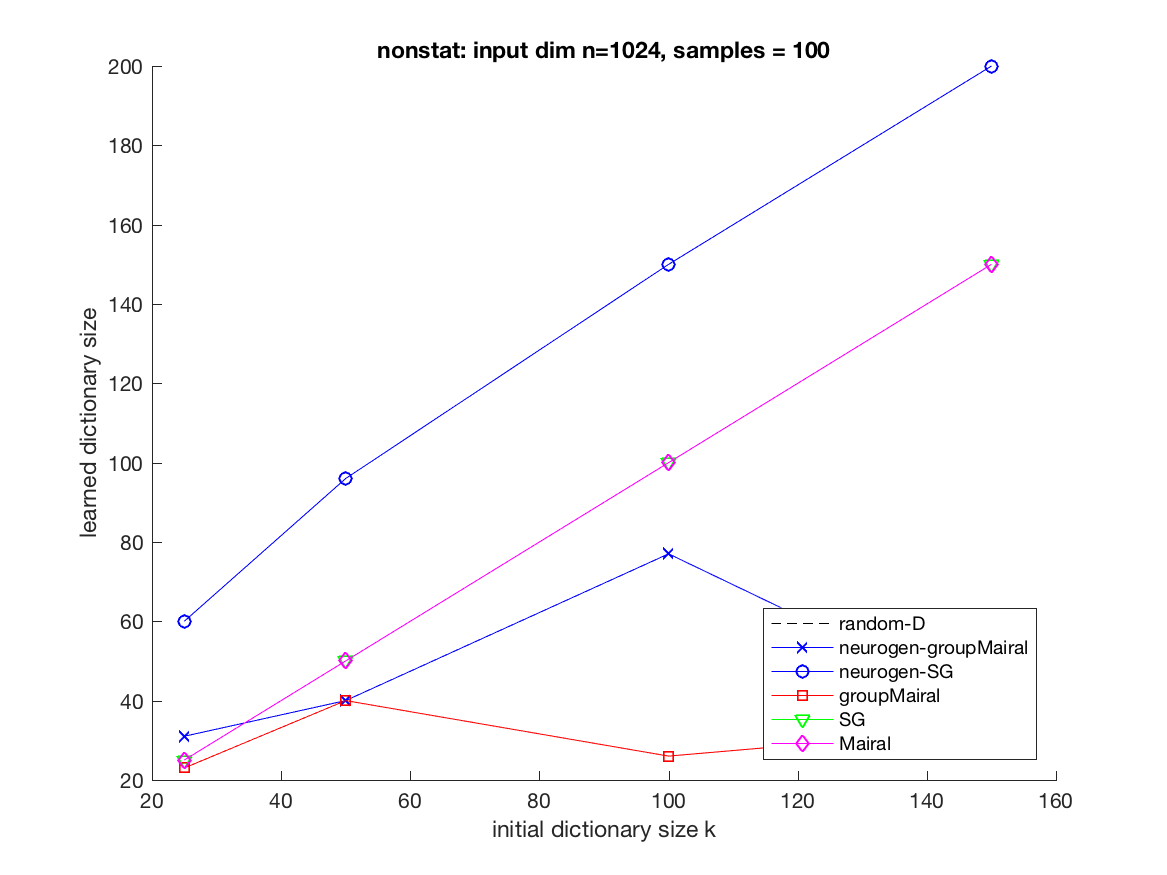 nonstat: input dim n=1024, samples = 100
200
180
160
140
120
100
80
60
40
20
learned dictionary size
random-D
neurogen-groupMairal
neurogen-SG
groupMairal
SG
Mairal
20 40 60 80 100 120 140 160
initial dictionary size k